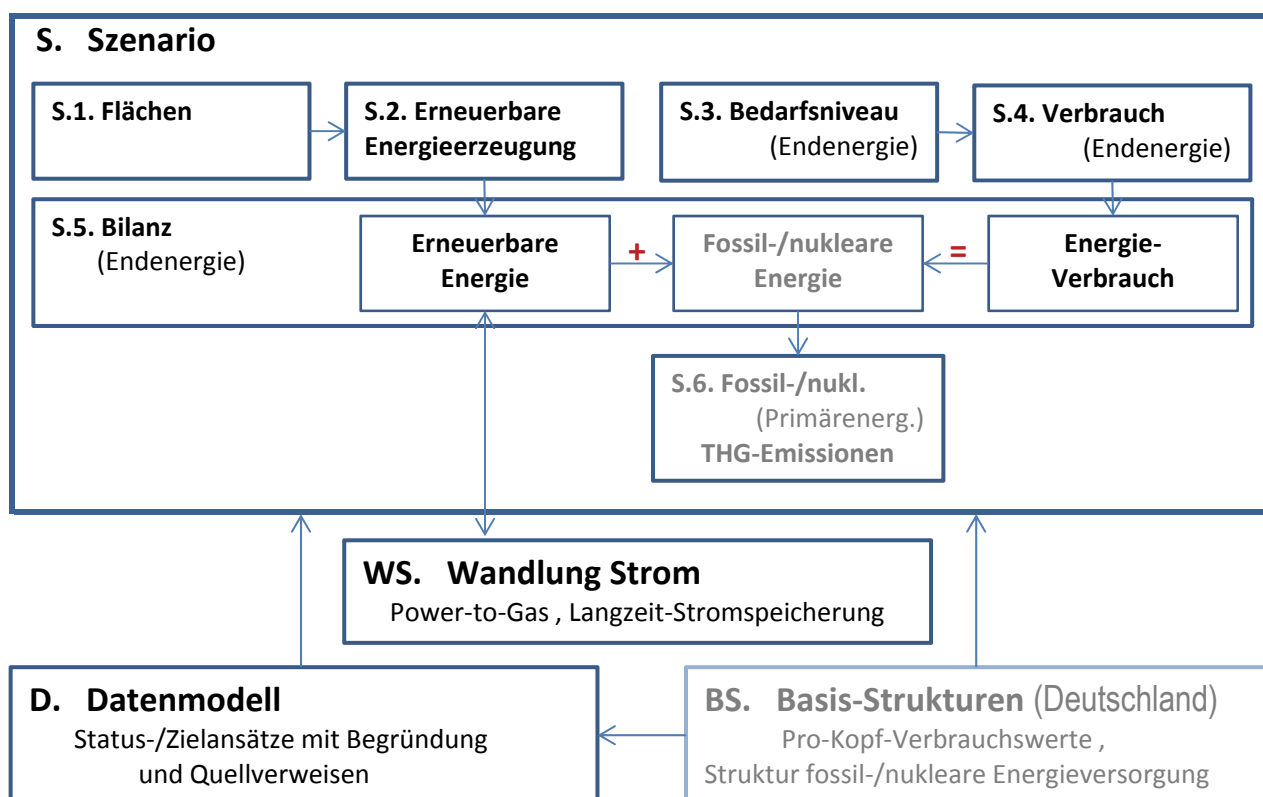 S. Szenario
S.1. Flächen
S.2. Erneuerbare
Energieerzeugung
S.3. Bedarfsniveau
(Endenergie)
S.4. Verbrauch
(Endenergie)
S.5. Bilanz
(Endenergie)
Erneuerbare
Energie
+
Fossil-/nukleare
Energie
=
Energie-
Verbrauch
S.6. Fossil-/nukl.
(Primärenerg.)
THG-Emissionen
WS. Wandlung Strom
Power-to-Gas , Langzeit-Stromspeicherung
D. Datenmodell
Status-/Zielansätze mit Begründung
und Quellverweisen
BS. Basis-Strukturen (Deutschland)
Pro-Kopf-Verbrauchswerte ,
Struktur fossil-/nukleare Energieversorgung